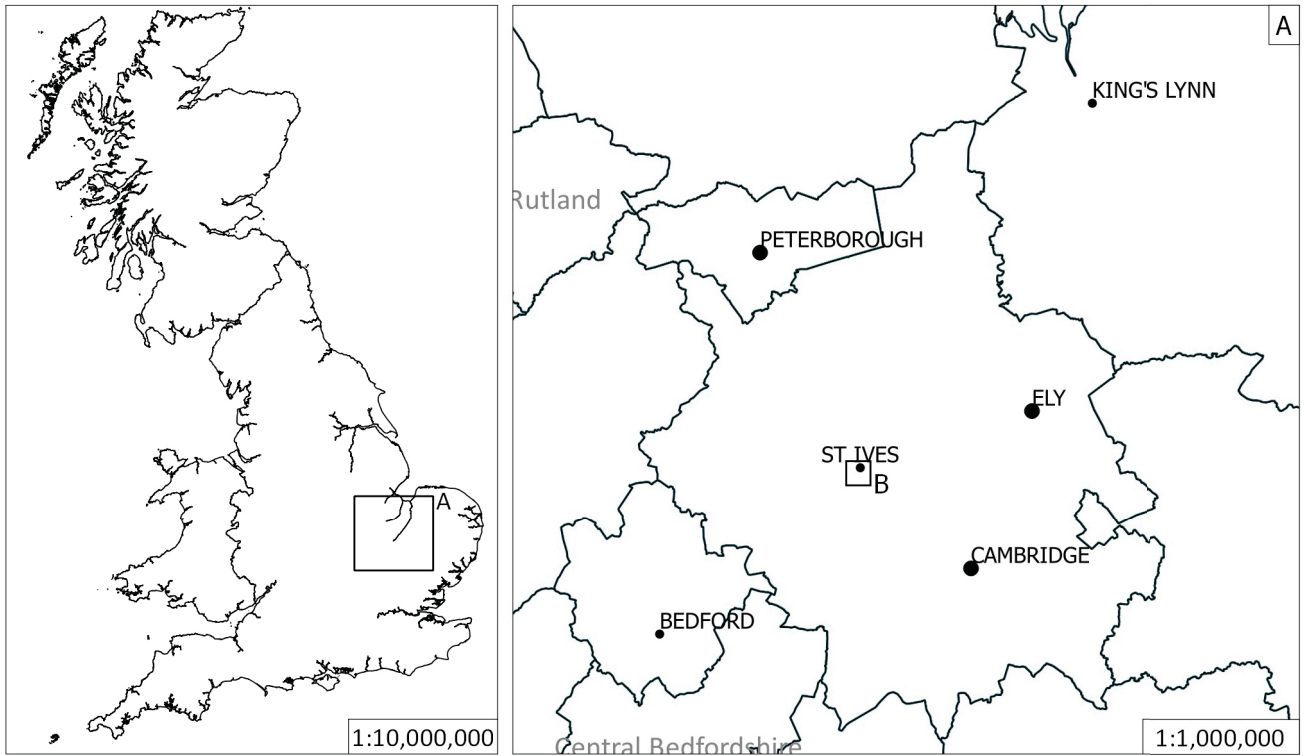 A
1:10,000,000
A
KING'S LYNN
Rutland
PETERBOROUGH
ELY
ST IVES
B
CAMBRIDGE
BEDFORD
Central Bedfordshire
1:1,000,000